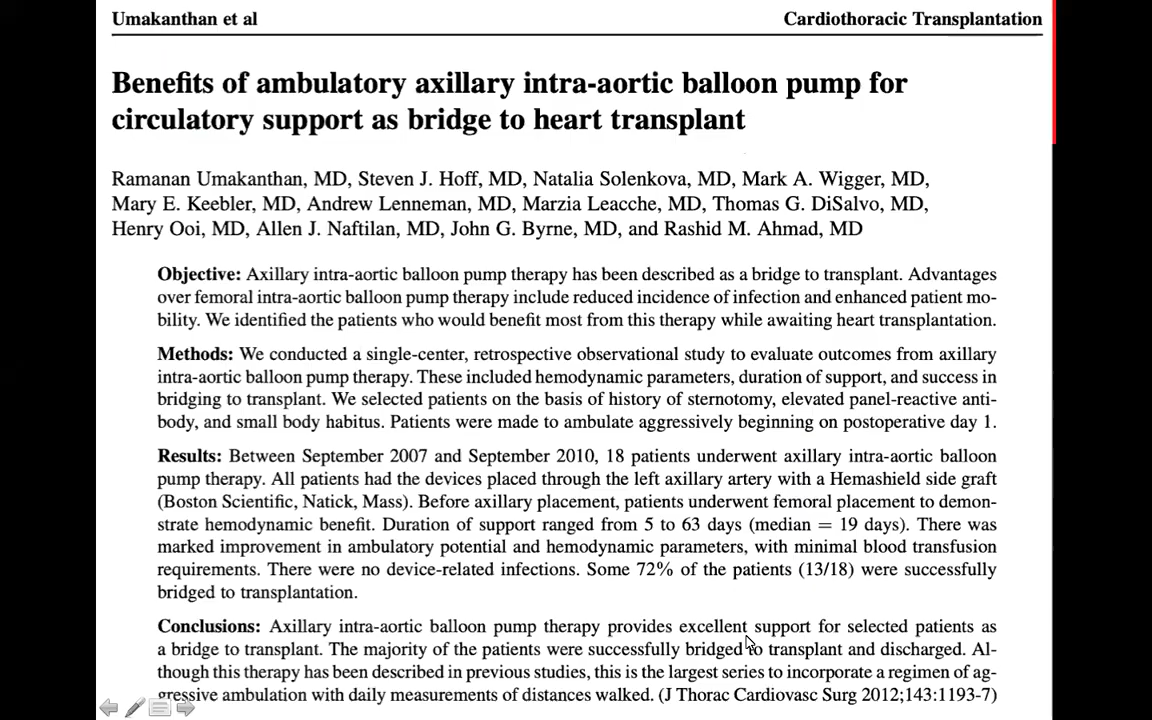 Umakanthan et al
Cardiothoracic Transplantation
Benefits of ambulatory axillary intra-aortic balloon pump for
circulatory support as bridge to heart transplant
Ramanan Umakanthan, MD, Steven J. Hoff, MD, Natalia Solenkova, MD, Mark A. Wigger, MD,
Mary E. Keebler, MD, Andrew Lenneman, MD, Marzia Leacche, MD, Thomas G. DiSalvo, MD,
Henry Ooi, MD, Allen J. Naftilan, MD, John G. Byrne, MD, and Rashid M. Ahmad, MD
Objective: Axillary intra-aortic balloon pump therapy has been described as a bridge to transplant. Advantages
over femoral intra-aortic balloon pump therapy include reduced incidence of infection and enhanced patient mo-
bility. We identified the patients who would benefit most from this therapy while awaiting heart transplantation.
Methods: We conducted a single-center, retrospective observational study to evaluate outcomes from axillary
intra-aortic balloon pump therapy. These included hemodynamic parameters, duration of support, and success in
bridging to transplant. We selected patients on the basis of history of sternotomy, elevated panel-reactive anti-
body, and small body habitus. Patients were made to ambulate aggressively beginning on postoperative day 1.
Results: Between September 2007 and September 2010, 18 patients underwent axillary intra-aortic balloon
pump therapy. All patients had the devices placed through the left axillary artery with a Hemashield side graft
(Boston Scientific, Natick, Mass). Before axillary placement, patients underwent femoral placement to demon-
strate hemodynamic benefit. Duration of support ranged from 5 to 63 days (median = 19 days). There was
marked improvement in ambulatory potential and hemodynamic parameters, with minimal blood transfusion
requirements. There were no device-related infections. Some 72% of the patients (13/18) were successfully
bridged to transplantation.
Conclusions: Axillary intra-aortic balloon pump therapy provides excellent support for selected patients as
a bridge to transplant. The majority of the patients were successfully bridged to transplant and discharged. Al-
though this therapy has been described in previous studies, this is the largest series to incorporate a regimen of ag-
gressive ambulation with daily measurements of distances walked. (J Thorac Cardiovasc Surg 2012;143:1193-7)